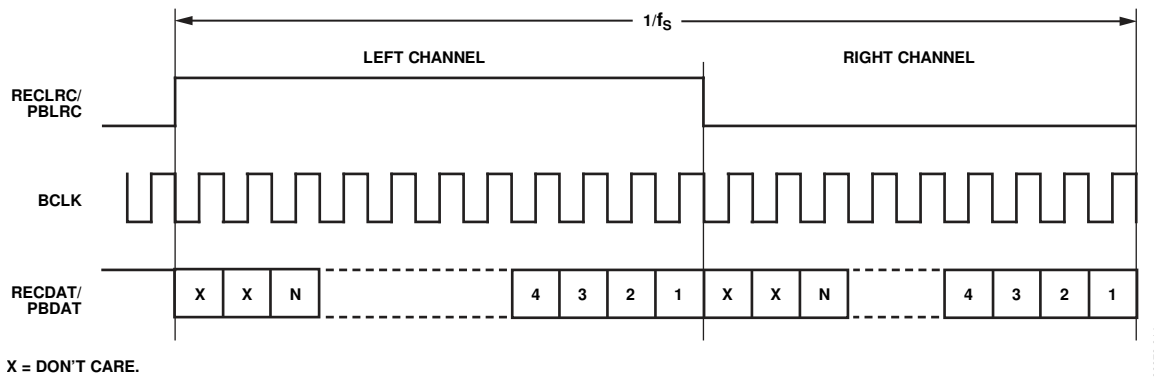 1/fS
LEFT CHANNEL
RIGHT CHANNEL
RECLRC/
PBLRC
BCLK
RECDAT/
PBDAT
X X N 4 3 2 1 X X N 4 3 2 1
X = DON'T CARE.